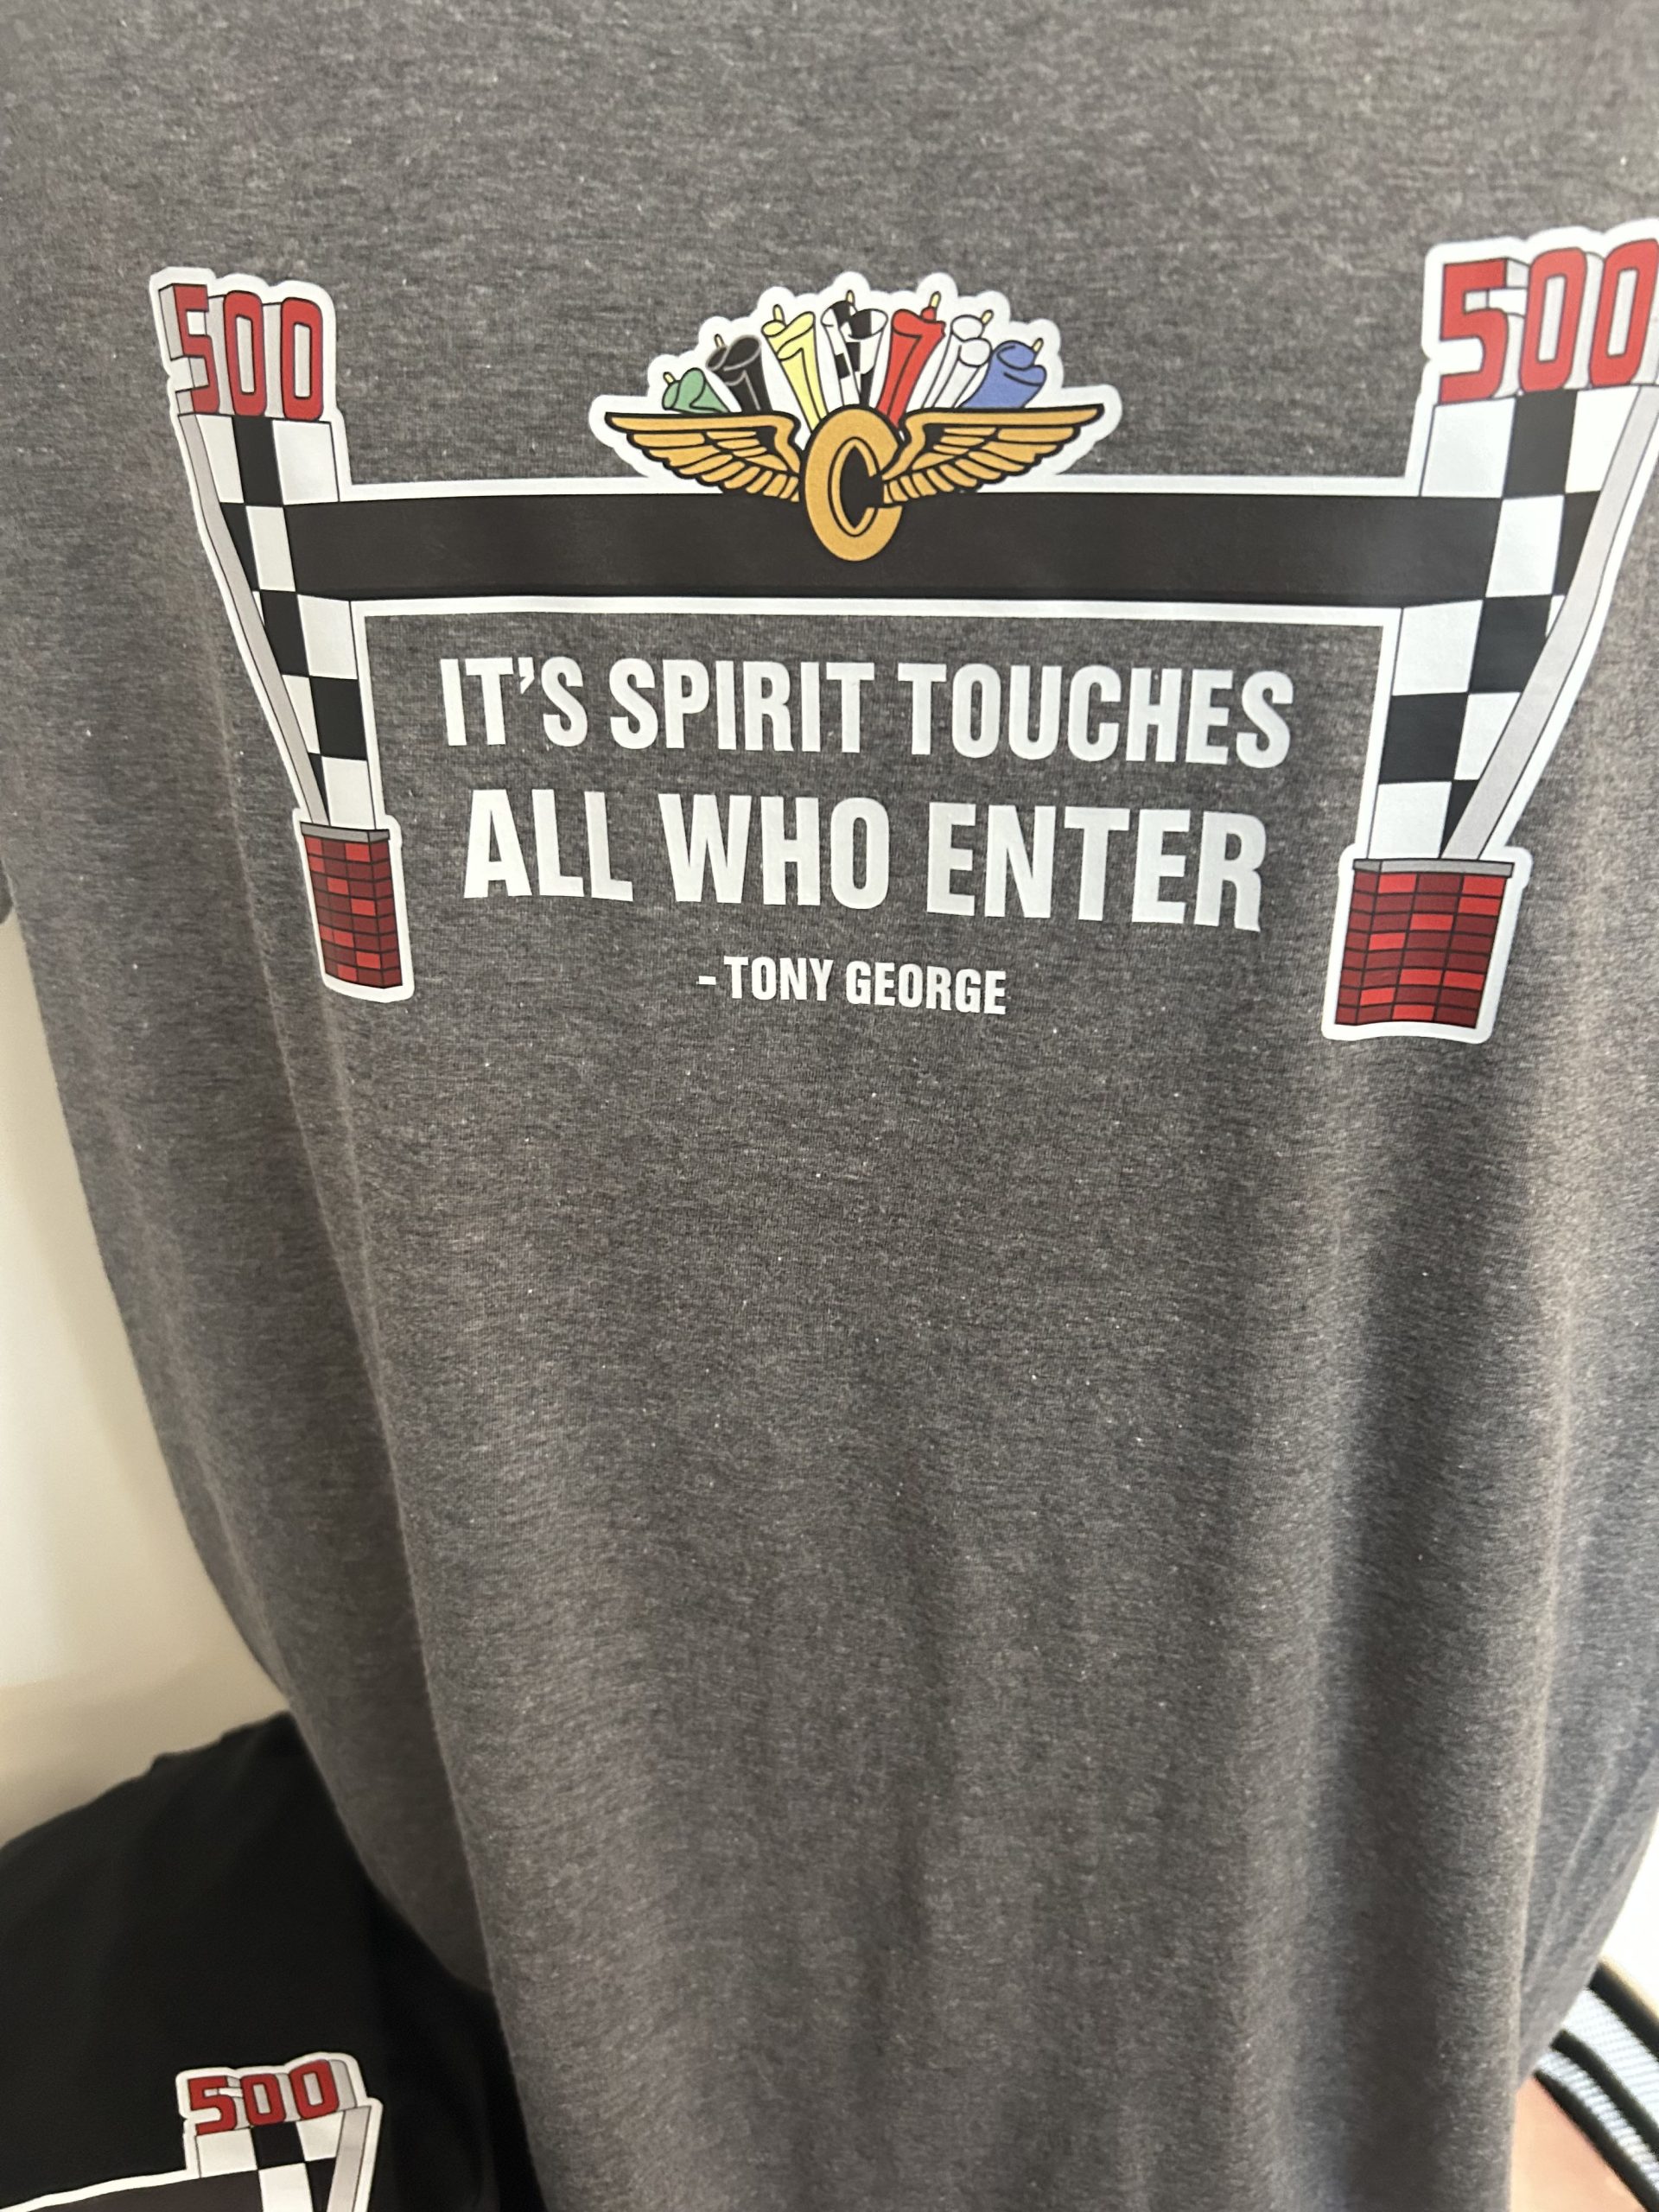 500
500
IT'S SPIRIT TOUCHES
ALL WHO ENTER
-TONY GEORGE
500